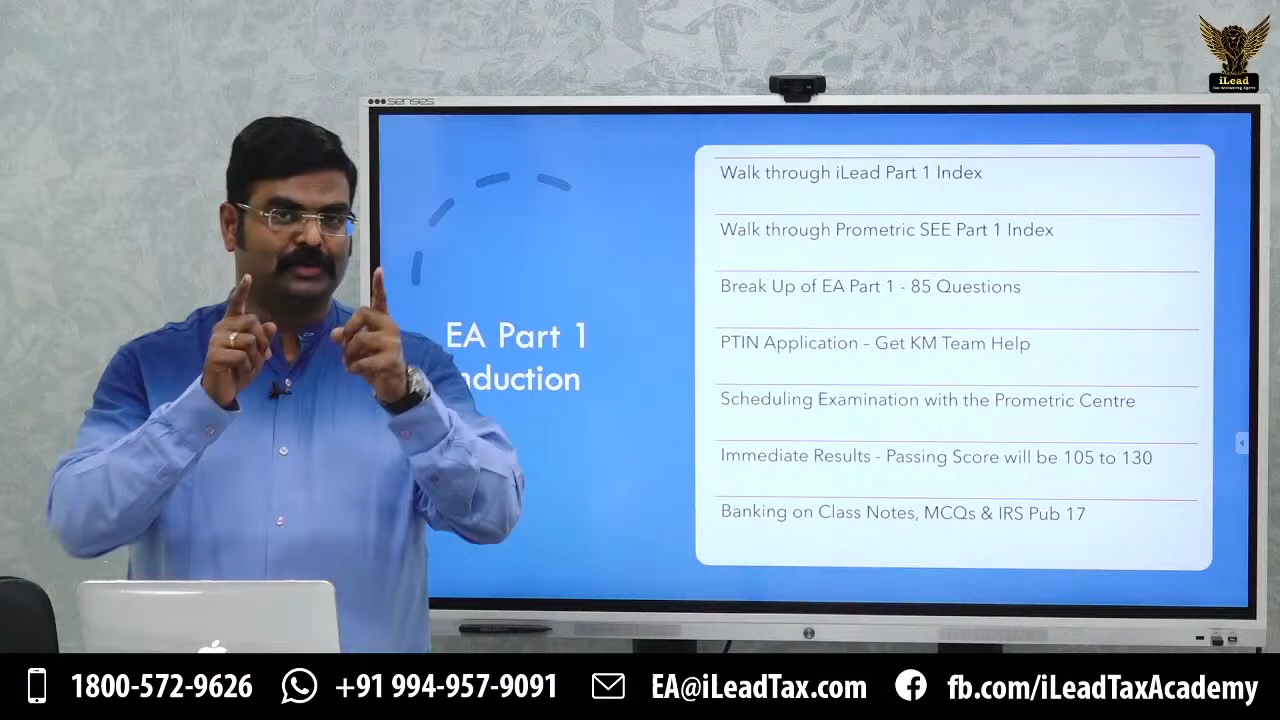 iLead
senses
Walk through iLead Part 1 Index
Walk through Prometric SEE Part 1 Index
Break Up of EA Part 1 - 85 Questions
EA Part 1
nduction
PTIN Application – Get KM Team Help
Scheduling Examination with the Prometric Centre
Immediate Results - Passing Score will be 105 to 130
Banking on Class Notes, MCQs & IRS Pub 17
1800-572-9626
+91 994-957-9091
EA@iLeadTax.com
fb.com/iLeadTaxAcademy